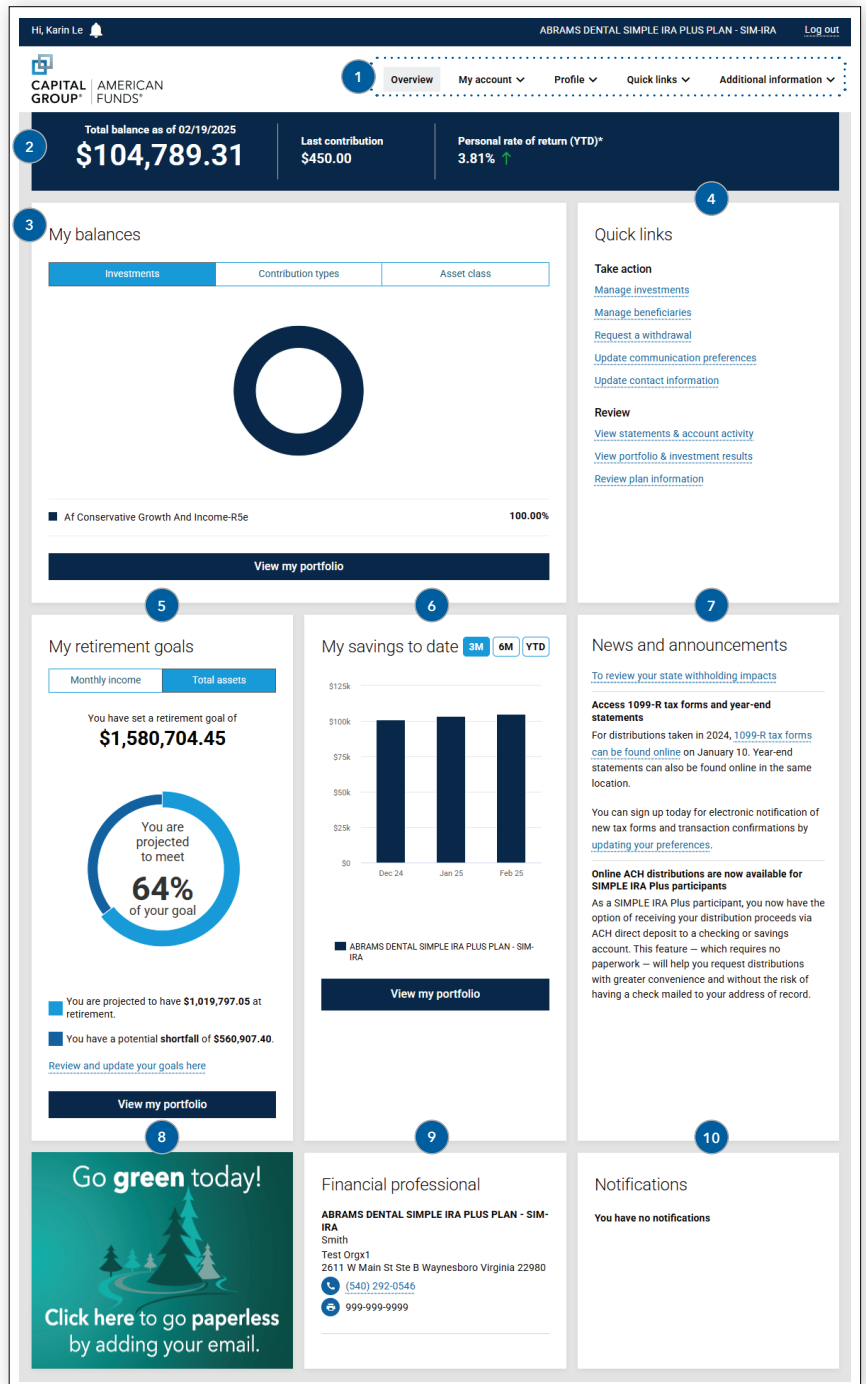 Hi, Karin Le
ABRAMS DENTAL SIMPLE IRA PLUS PLAN - SIM-IRA
Log out
CAPITAL GROUP® | AMERICAN FUNDS®
1
Overview
My account
Profile
Quick links
Additional information
2
Total balance as of 02/19/2025
$104,789.31
Last contribution
$450.00
Personal rate of return (YTD)*
3.81% ↑
3
My balances
Investments
Contribution types
Asset class
Af Conservative Growth And Income-R5e
100.00%
View my portfolio
4
Quick links
Take action
Manage investments
Manage beneficiaries
Request a withdrawal
Update communication preferences
Update contact information
Review
View statements & account activity
View portfolio & investment results
Review plan information
5
My retirement goals
Monthly income
Total assets
You have set a retirement goal of
$1,580,704.45
You are
projected
to meet
64%
of your goal
You are projected to have $1,019,797.05 at
retirement.
You have a potential shortfall of $560,907.40.
Review and update your goals here
View my portfolio
6
My savings to date
3M
6M
YTD
$125k
$100k
$75k
$50k
$25k
$0
Dec 24
Jan 25
Feb 25
ABRAMS DENTAL SIMPLE IRA PLUS PLAN - SIM-
IRA
View my portfolio
7
News and announcements
To review your state withholding impacts
Access 1099-R tax forms and year-end
statements
For distributions taken in 2024, 1099-R tax forms
can be found online on January 10. Year-end
statements can also be found online in the same
location.
You can sign up today for electronic notification of
new tax forms and transaction confirmations by
updating your preferences.
Online ACH distributions are now available for
SIMPLE IRA Plus participants
As a SIMPLE IRA Plus participant, you now have the
option of receiving your distribution proceeds via
ACH direct deposit to a checking or savings
account. This feature — which requires no
paperwork — will help you request distributions
with greater convenience and without the risk of
having a check mailed to your address of record.
8
Go green today!
Click here to go paperless
by adding your email.
9
Financial professional
ABRAMS DENTAL SIMPLE IRA PLUS PLAN - SIM-
IRA
Smith
Test Orgx1
2611 W Main St Ste B Waynesboro Virginia 22980
(540) 292-0546
999-999-9999
10
Notifications
You have no notifications